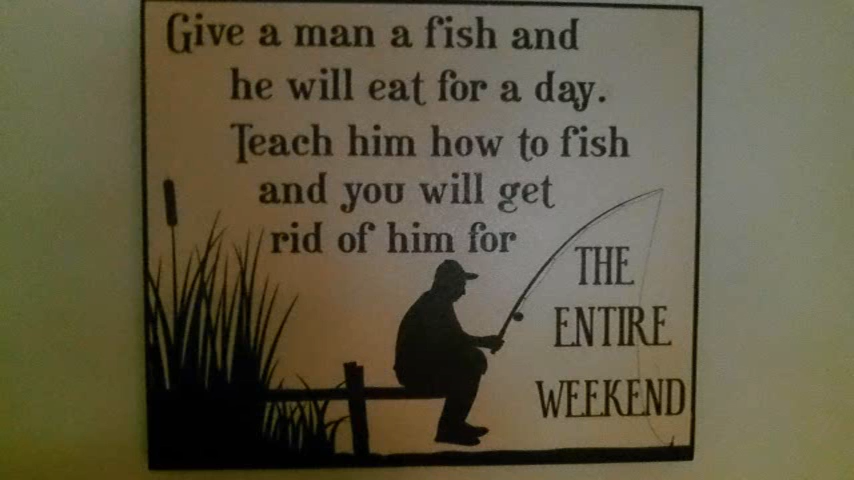 Give a man a fish and
he will eat for a day.
Teach him how to fish
and you will get
rid of him for
THE
ENTIRE
WEEKEND